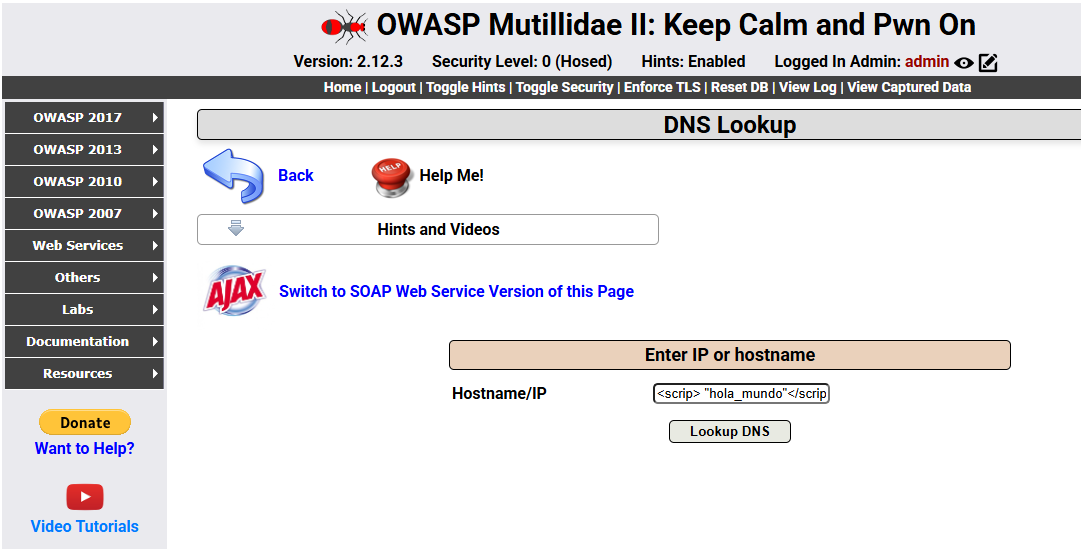 OWASP Mutillidae II: Keep Calm and Pwn On
Version: 2.12.3 Security Level: 0 (Hosed) Hints: Enabled Logged In Admin: admin
Home | Logout | Toggle Hints | Toggle Security | Enforce TLS | Reset DB | View Log | View Captured Data
OWASP 2017
OWASP 2013
OWASP 2010
OWASP 2007
Web Services
Others
Labs
Documentation
Resources
Donate
Want to Help?
Video Tutorials
DNS Lookup
Back
HELP
Help Me!
Hints and Videos
AJAX
Switch to SOAP Web Service Version of this Page
Enter IP or hostname
Hostname/IP
<scrip> "hola_mundo"</scrip
Lookup DNS